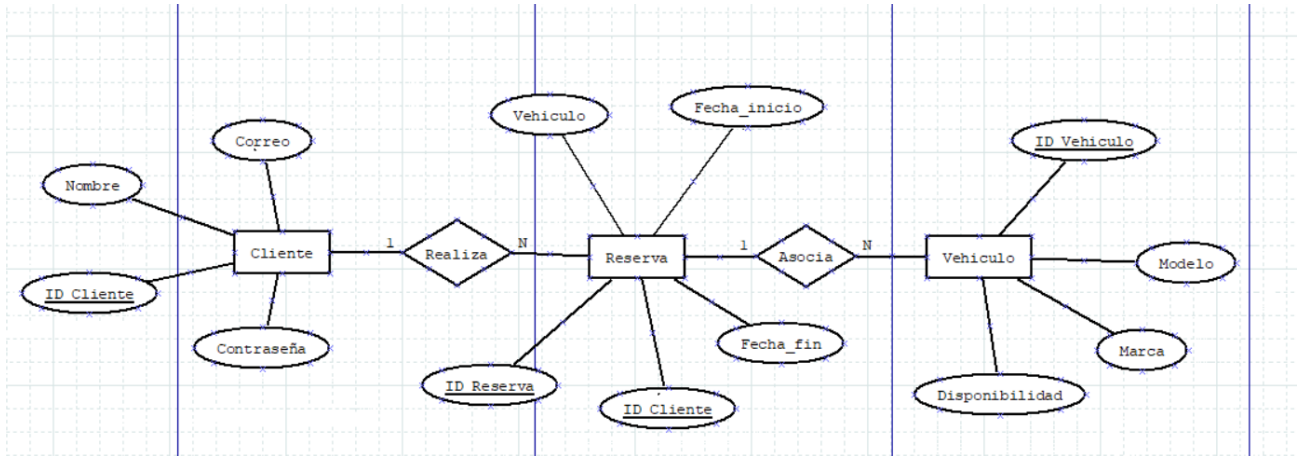 Vehiculo
Fecha_inicio
Correo
ID Vehiculo
Nombre
Cliente
1
Realiza
N
Reserva
1
Asocia
N
Vehiculo
Modelo
ID Cliente
Contraseña
Fecha_fin
Marca
ID Reserva
ID Cliente
Disponibilidad